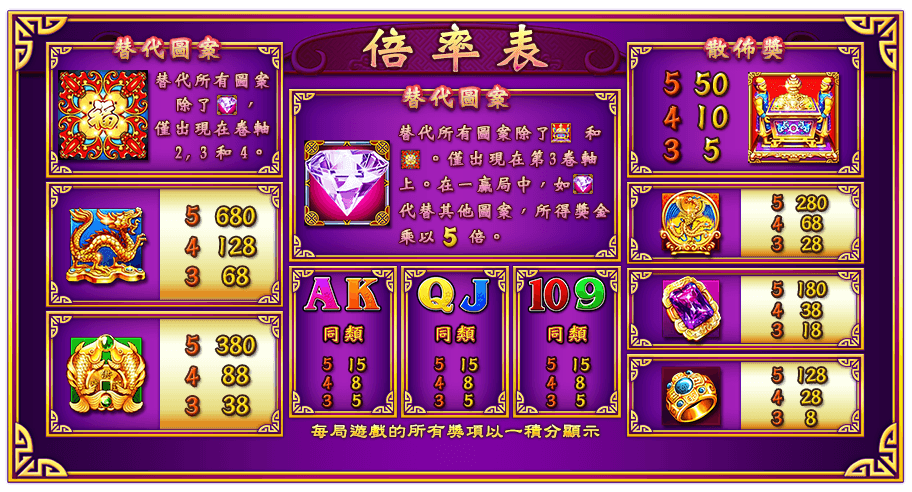 倍率表
替代圖案
福
替代所有圖案
除了 ，
僅出現在卷軸
2,3 和 4。
5 680
4 128
3 68
5 380
4 88
3 38
替代圖案
替代所有圖案除了 和
。僅出現在第3卷軸
上。在一贏局中，如
代替其他圖案，所得獎金
乘以 5 倍。
A K
同類
5 15
4 8
3 5
Q J
同類
5 15
4 8
3 5
10 9
同類
5 15
4 8
3 5
散佈獎
5 50
4 10
3 5
5 280
4 68
3 28
5 180
4 38
3 18
5 128
4 28
3 8
每局遊戲的所有獎項以一積分顯示